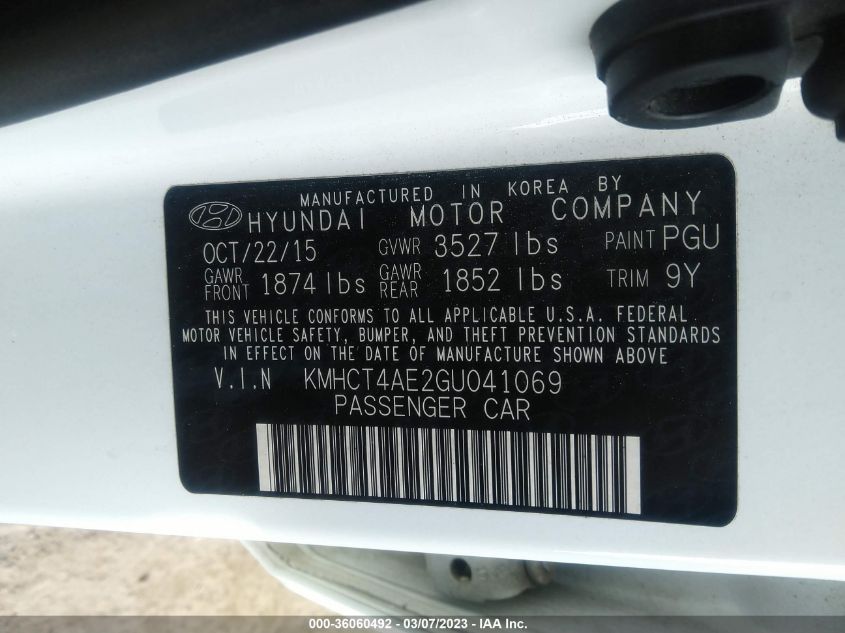 MANUFACTURED IN KOREA BY
HYUNDAI MOTOR COMPANY
OCT/22/15 GVWR 3527 lbs PAINT PGU
GAWR FRONT 1874 lbs GAWR REAR 1852 lbs TRIM 9Y
THIS VEHICLE CONFORMS TO ALL APPLICABLE U.S.A. FEDERAL
MOTOR VEHICLE SAFETY, BUMPER, AND THEFT PREVENTION STANDARDS
IN EFFECT ON THE DATE OF MANUFACTURE SHOWN ABOVE
V.I.N KMHCT4AE2GU041069
PASSENGER CAR
000-36060492 - 03/07/2023 - IAA Inc.